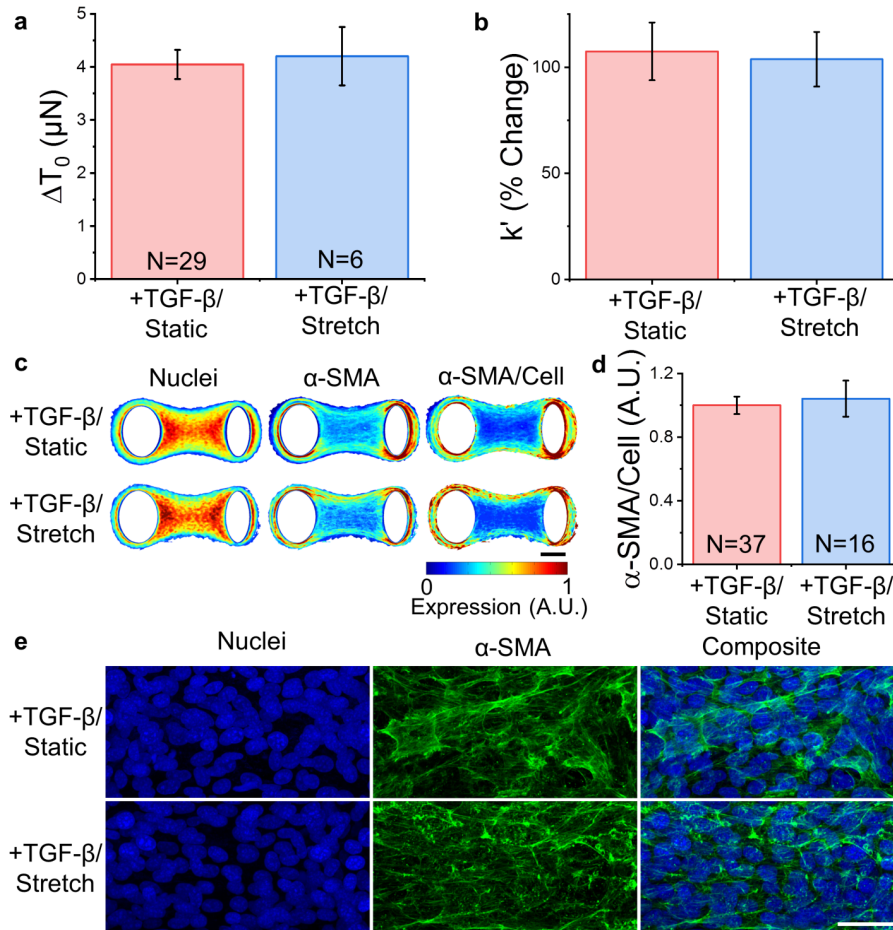 a
5
4
3
2
1
0
ΔT₀ (µN)
N=29
N=6
+TGF-β/
Static
+TGF-β/
Stretch
b
100
50
0
k' (% Change)
+TGF-β/
Static
+TGF-β/
Stretch
c
Nuclei
α-SMA
α-SMA/Cell
+TGF-β/
Static
+TGF-β/
Stretch
0
1
Expression (A.U.)
d
1.2
0.8
0.4
0.0
α-SMA/Cell (A.U.)
N=37
N=16
+TGF-β/
Static
+TGF-β/
Stretch
e
Nuclei
α-SMA
Composite
+TGF-β/
Static
+TGF-β/
Stretch